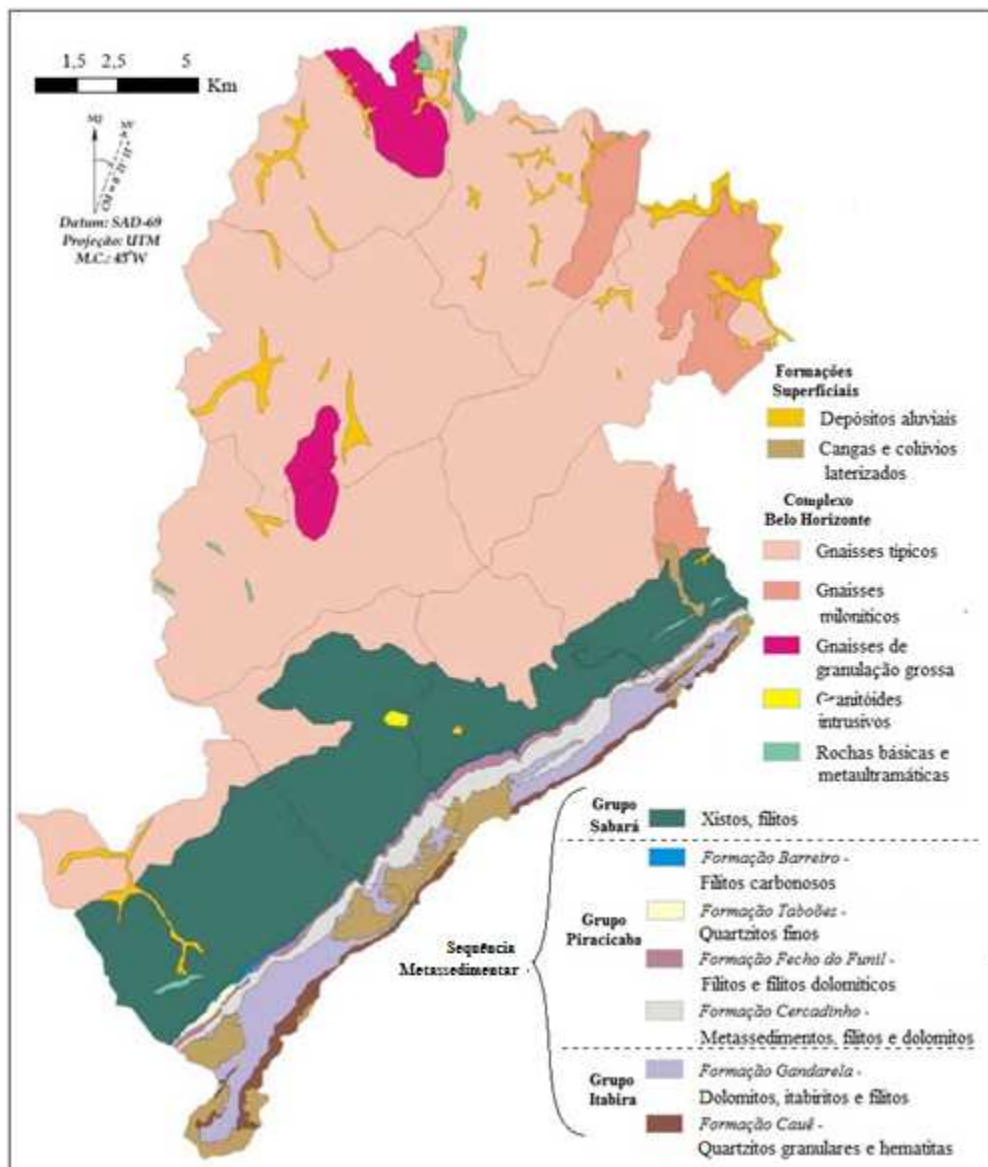 1,5 2,5 5
Km
Datum: SAD-69
Projeção: UTM
M.C.: 45°W
Formações
Superficiais
Depósitos aluviais
Cangas e colúvios
laterizados
Complexo
Belo Horizonte
Gnaisses típicos
Gnaisses
miloníticos
Gnaisses de
granulação grossa
Granitóides
intrusivos
Rochas básicas e
metaultramáticas
Sequência
Metassedimentar
Grupo
Sabará
Xistos, filitos
Grupo
Piracicaba
Formação Barreiro -
Filitos carbonosos
Formação Taboões -
Quartzitos finos
Formação Fecho do Funil -
Filitos e filitos dolomíticos
Formação Cercadinho -
Metassedimentos, filitos e dolomitos
Grupo
Itabira
Formação Gandarela -
Dolomitos, itabiritos e filitos
Formação Cauê -
Quartzitos granulares e hematitas